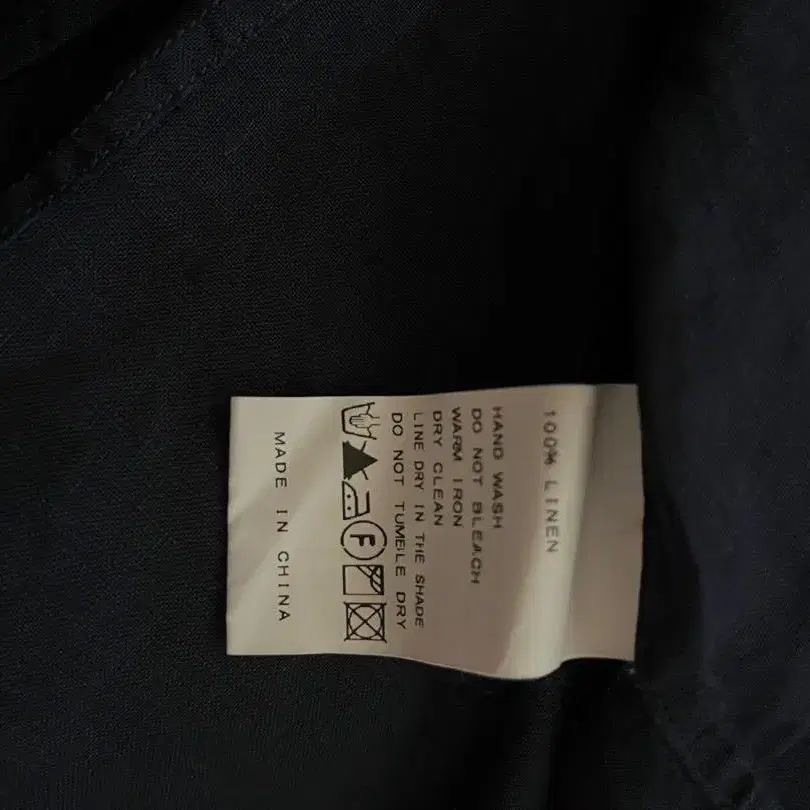 100% LINEN
HAND WASH
DO NOT BLEACH
WARM IRON
DRY CLEAN
LINE DRY IN THE SHADE
DO NOT TUMBLE DRY
F
MADE IN CHINA